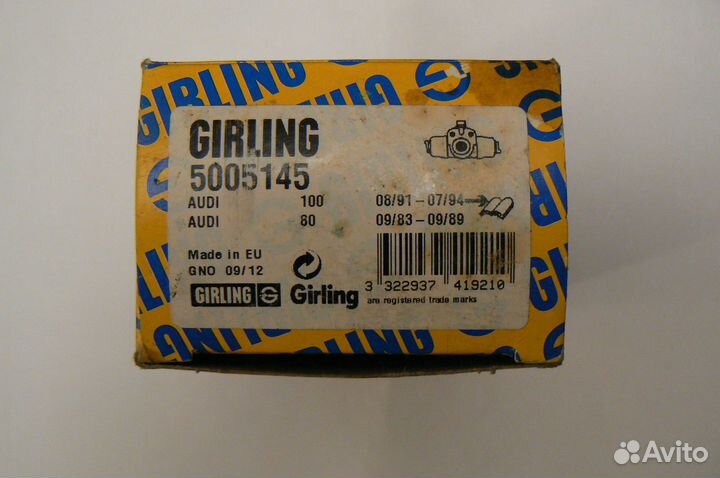 GIRLING
GIRLING
5005145
AUDI 100 08/91-07/94
AUDI 80 09/83-09/89
Made in EU
GNO 09/12
GIRLING Girling
3 322937 419210
are registered trade marks
Avito